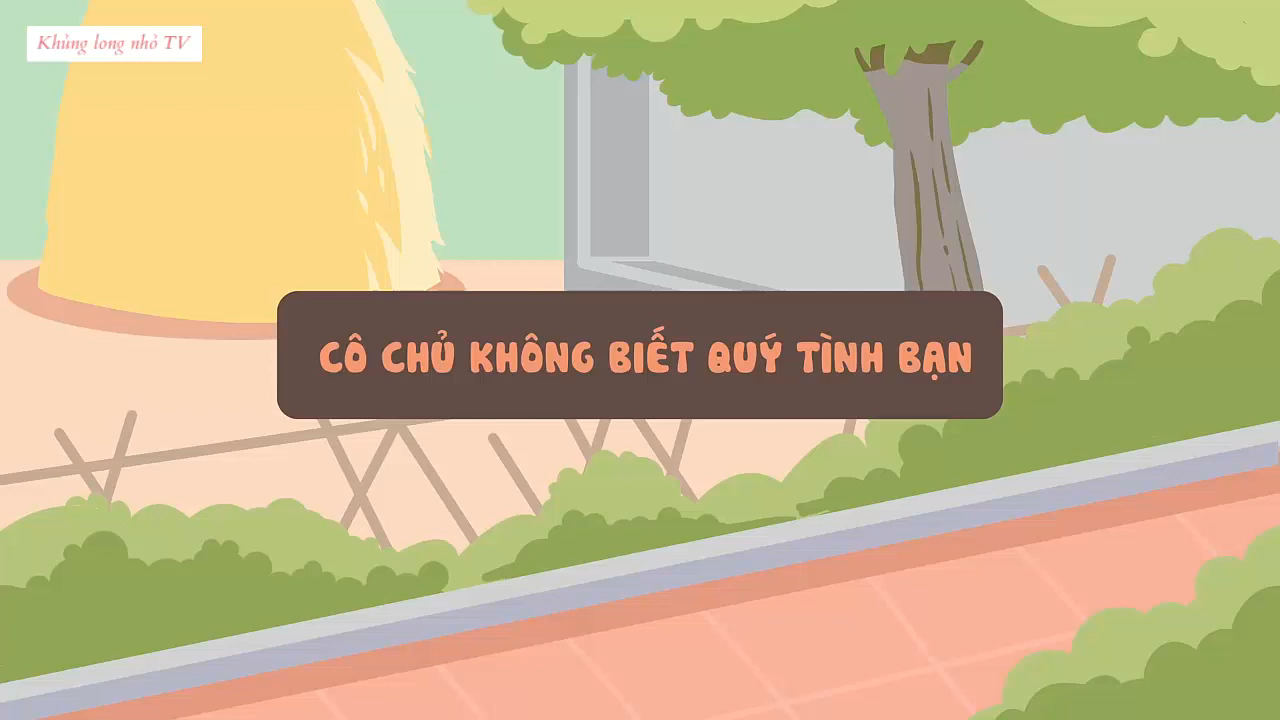 Khủng long nhỏ TV
CÔ CHỦ KHÔNG BIẾT QUÝ TÌNH BẠN